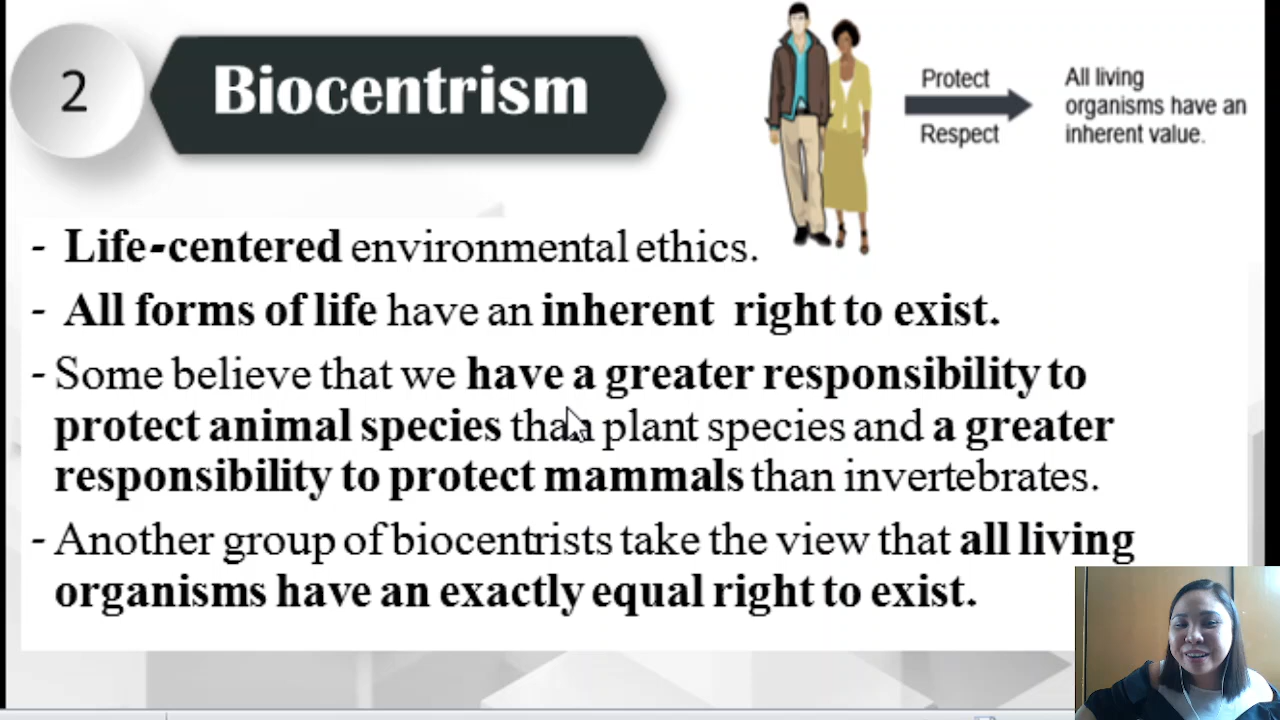 2
Biocentrism
Protect
Respect
All living
organisms have an
inherent value.
- Life-centered environmental ethics.
- All forms of life have an inherent right to exist.
- Some believe that we have a greater responsibility to
protect animal species than plant species and a greater
responsibility to protect mammals than invertebrates.
- Another group of biocentrists take the view that all living
organisms have an exactly equal right to exist.